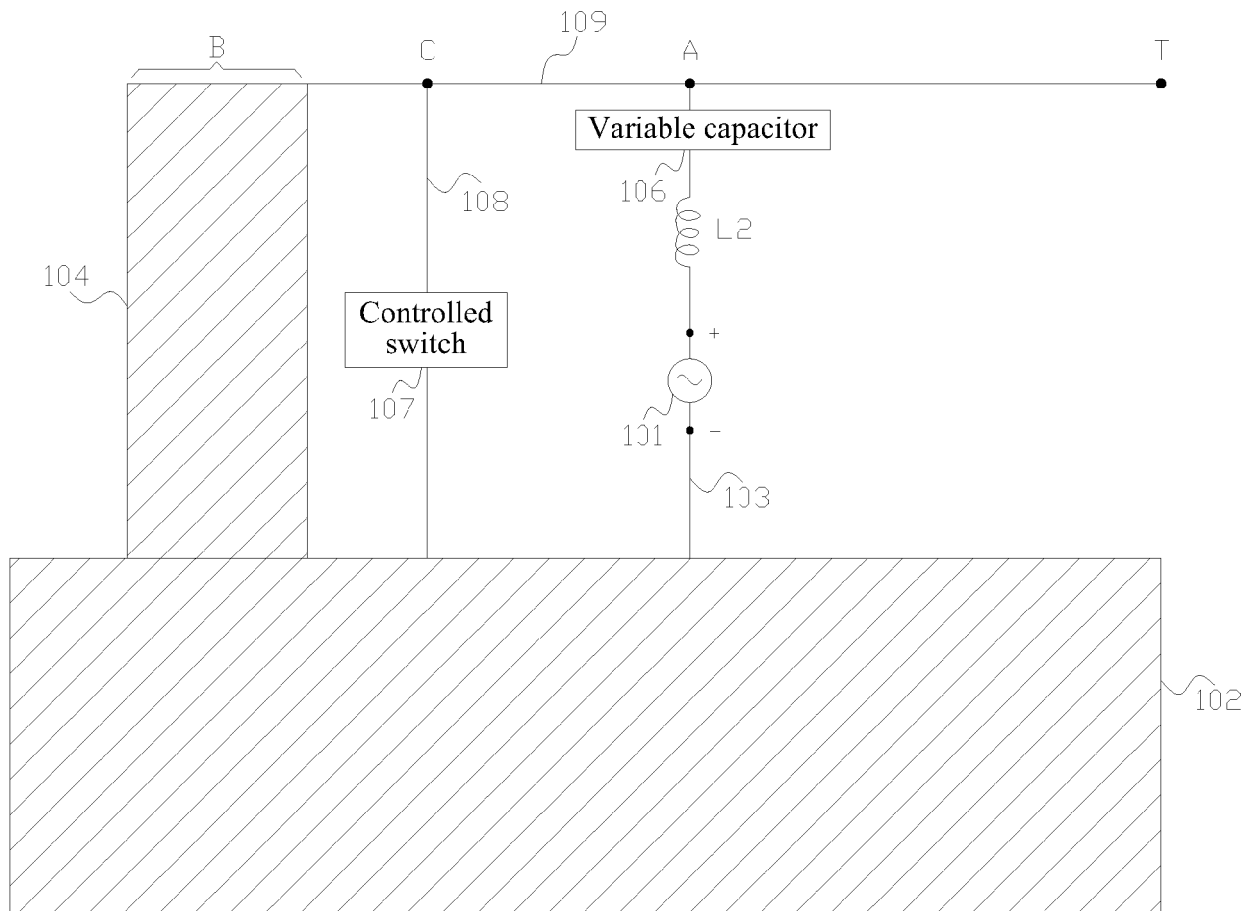 109
B C A T
Variable capacitor
106
108
L2
104
Controlled
switch
+
107
101
-
103
102